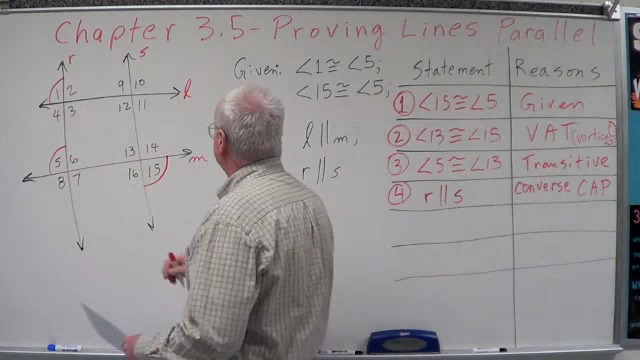 Chapter 3.5-Proving Lines Parallel
Given: ∠1≅∠5;
∠15≅∠5;
l∥m;
r∥s
r
s
1 2
4 3
9 10
12 11
l
5 6
8 7
13 14
16 15
m
Statement Reasons
① ∠15≅∠5 Given
② ∠13≅∠15 VAT (vertical)
③ ∠5≅∠13 Transitive
④ r∥s Converse CAP